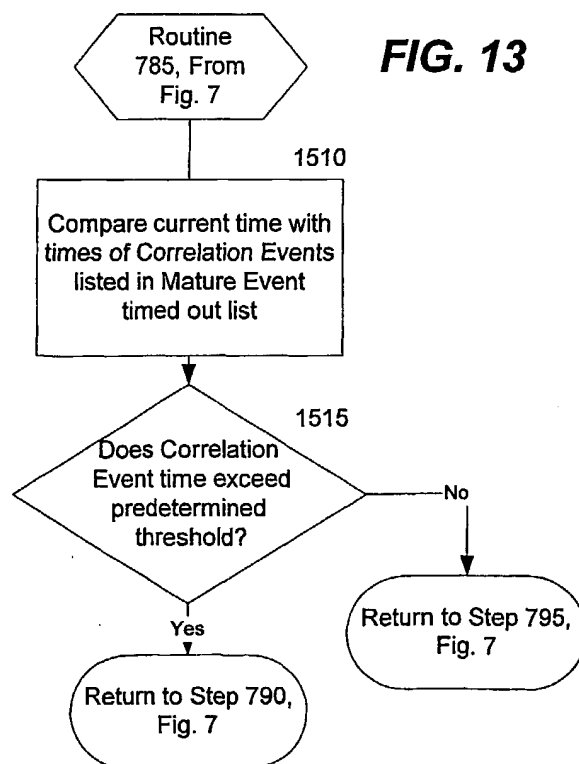 Routine
785, From
Fig. 7
FIG. 13
1510
Compare current time with
times of Correlation Events
listed in Mature Event
timed out list
1515
Does Correlation
Event time exceed
predetermined
threshold?
No
Return to Step 795,
Fig. 7
Yes
Return to Step 790,
Fig. 7